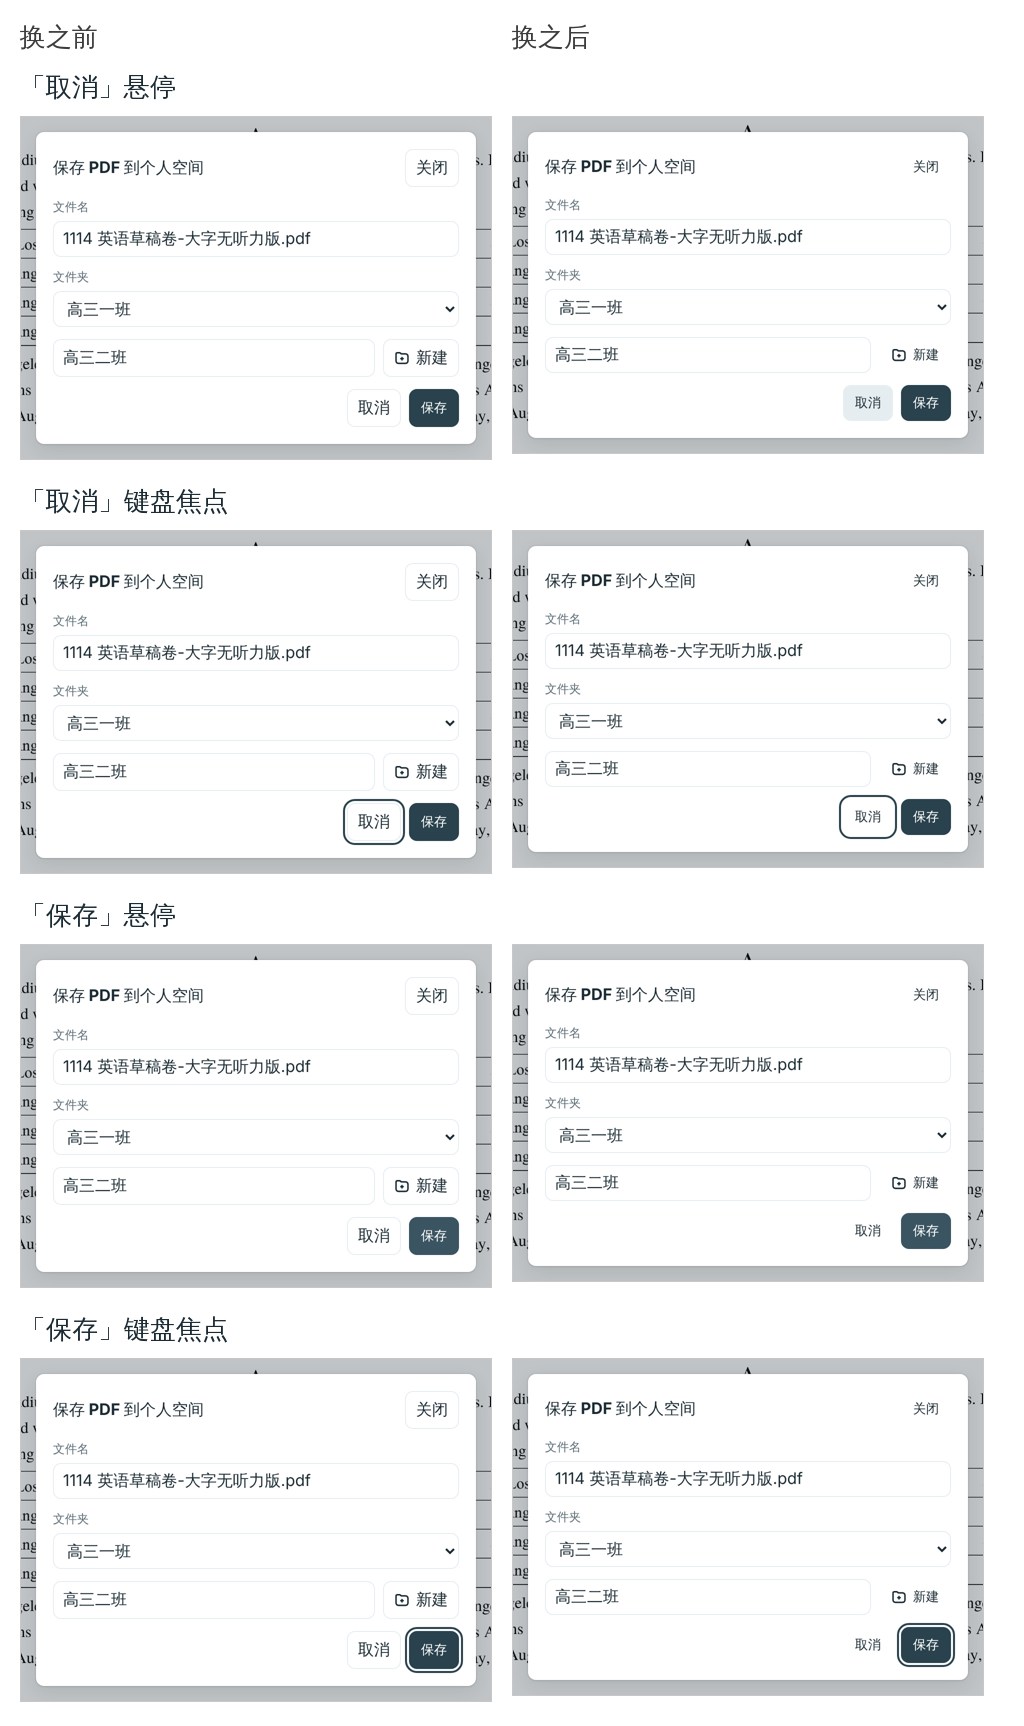 换之前
换之后
「取消」悬停
保存 PDF 到个人空间
关闭
文件名
1114 英语草稿卷-大字无听力版.pdf
文件夹
高三一班
高三二班
新建
取消
保存
保存 PDF 到个人空间
关闭
文件名
1114 英语草稿卷-大字无听力版.pdf
文件夹
高三一班
高三二班
新建
取消
保存
「取消」键盘焦点
保存 PDF 到个人空间
关闭
文件名
1114 英语草稿卷-大字无听力版.pdf
文件夹
高三一班
高三二班
新建
取消
保存
保存 PDF 到个人空间
关闭
文件名
1114 英语草稿卷-大字无听力版.pdf
文件夹
高三一班
高三二班
新建
取消
保存
「保存」悬停
保存 PDF 到个人空间
关闭
文件名
1114 英语草稿卷-大字无听力版.pdf
文件夹
高三一班
高三二班
新建
取消
保存
保存 PDF 到个人空间
关闭
文件名
1114 英语草稿卷-大字无听力版.pdf
文件夹
高三一班
高三二班
新建
取消
保存
「保存」键盘焦点
保存 PDF 到个人空间
关闭
文件名
1114 英语草稿卷-大字无听力版.pdf
文件夹
高三一班
高三二班
新建
取消
保存
保存 PDF 到个人空间
关闭
文件名
1114 英语草稿卷-大字无听力版.pdf
文件夹
高三一班
高三二班
新建
取消
保存